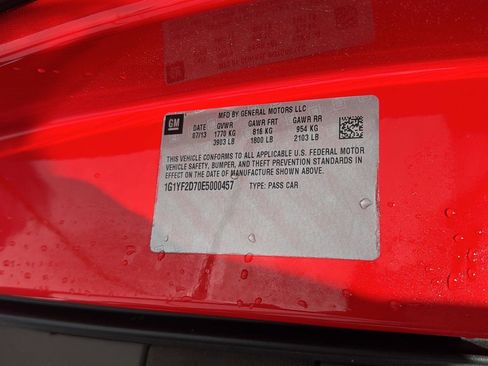 MFD BY GENERAL MOTORS LLC
GM
DATE GVWR GAWR FRT GAWR RR
07/13 1770 KG 816 KG 954 KG
3903 LB 1800 LB 2103 LB
THIS VEHICLE CONFORMS TO ALL APPLICABLE U.S. FEDERAL MOTOR
VEHICLE SAFETY, BUMPER, AND THEFT PREVENTION STANDARDS IN
EFFECT ON THE DATE OF MANUFACTURE SHOWN ABOVE.
1G1YF2D70E5000457 TYPE: PASS CAR